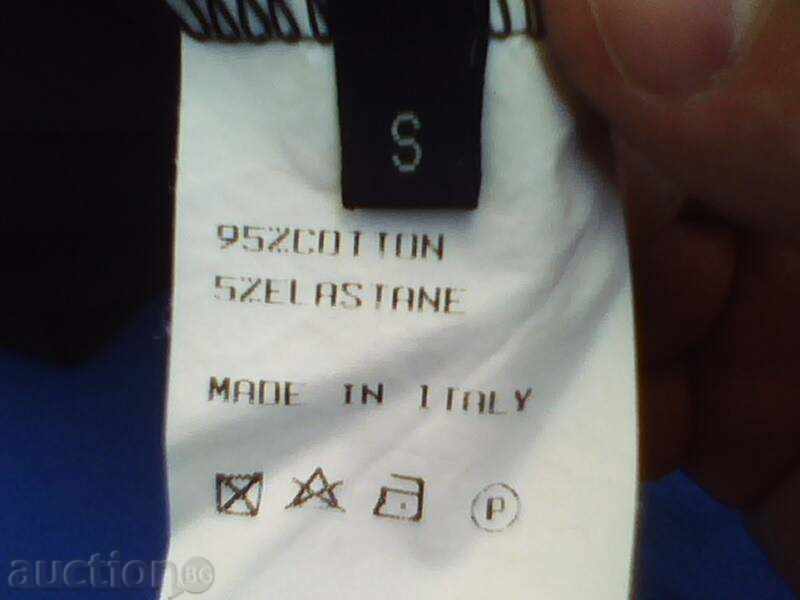 S
95%COTTON
5%ELASTANE
MADE IN ITALY
P
auction.BG